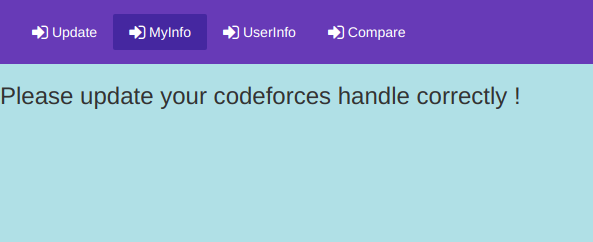 Update MyInfo UserInfo Compare
Please update your codeforces handle correctly !